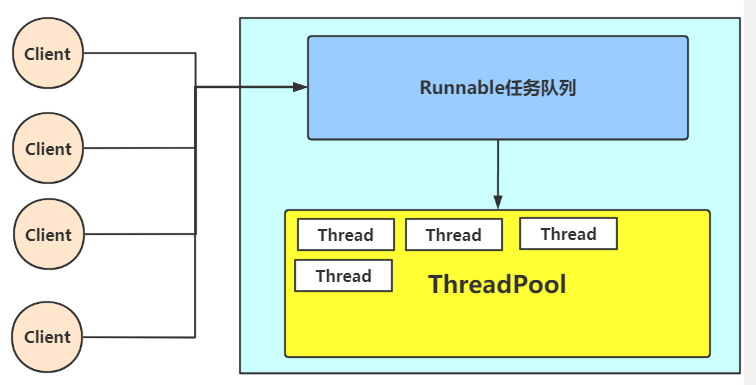 Client
Client
Client
Client
Runnable任务队列
Thread
Thread
Thread
Thread
ThreadPool